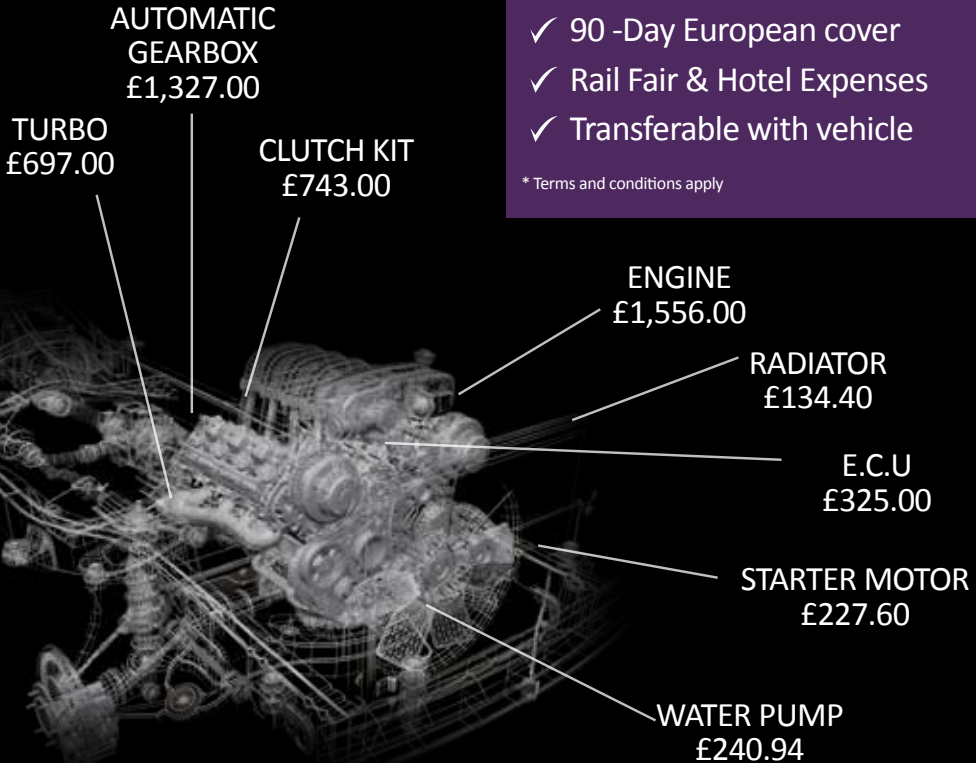 AUTOMATIC
GEARBOX
£1,327.00
✓ 90 -Day European cover
✓ Rail Fair & Hotel Expenses
✓ Transferable with vehicle
* Terms and conditions apply
TURBO
£697.00
CLUTCH KIT
£743.00
ENGINE
£1,556.00
RADIATOR
£134.40
E.C.U
£325.00
STARTER MOTOR
£227.60
WATER PUMP
£240.94